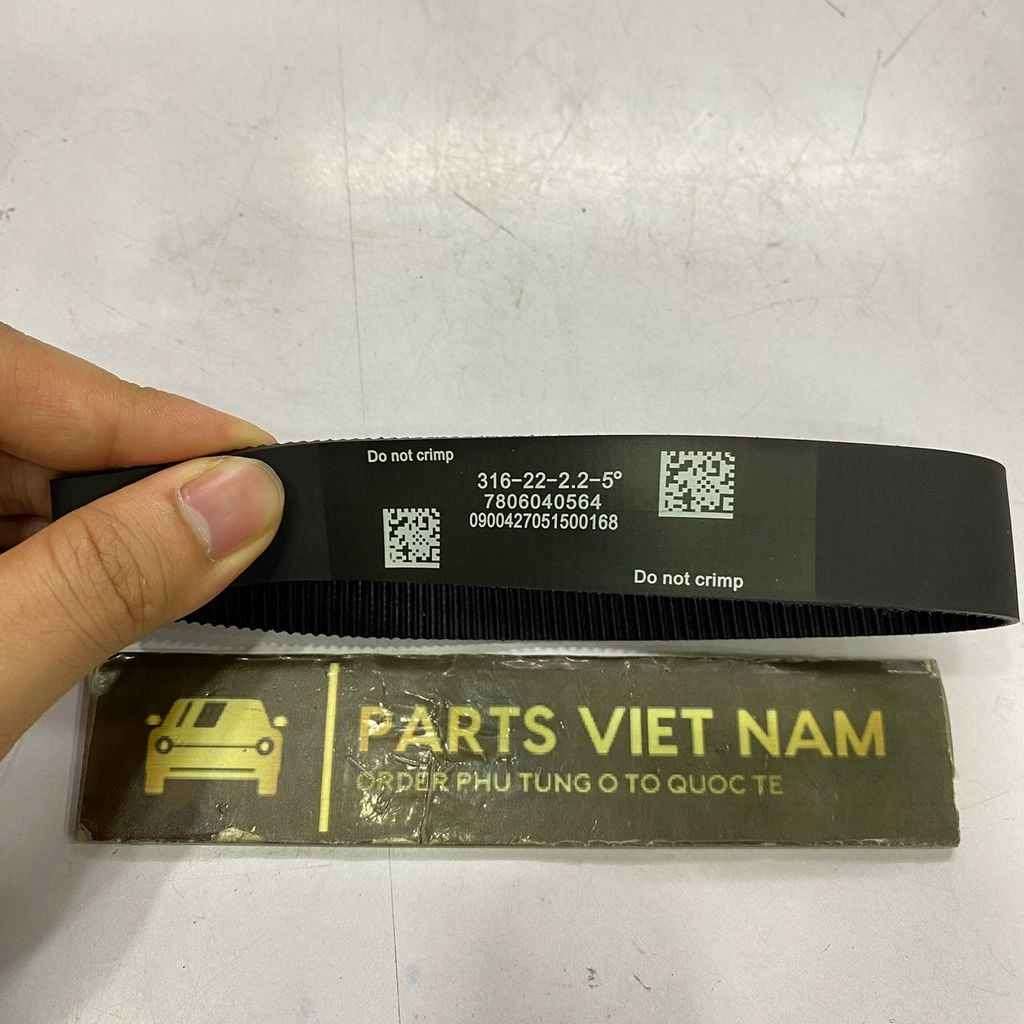 Do not crimp
316-22-2.2-5°
7806040564
0900427051500168
Do not crimp
PARTS VIET NAM
ORDER PHU TUNG O TO QUOC TE